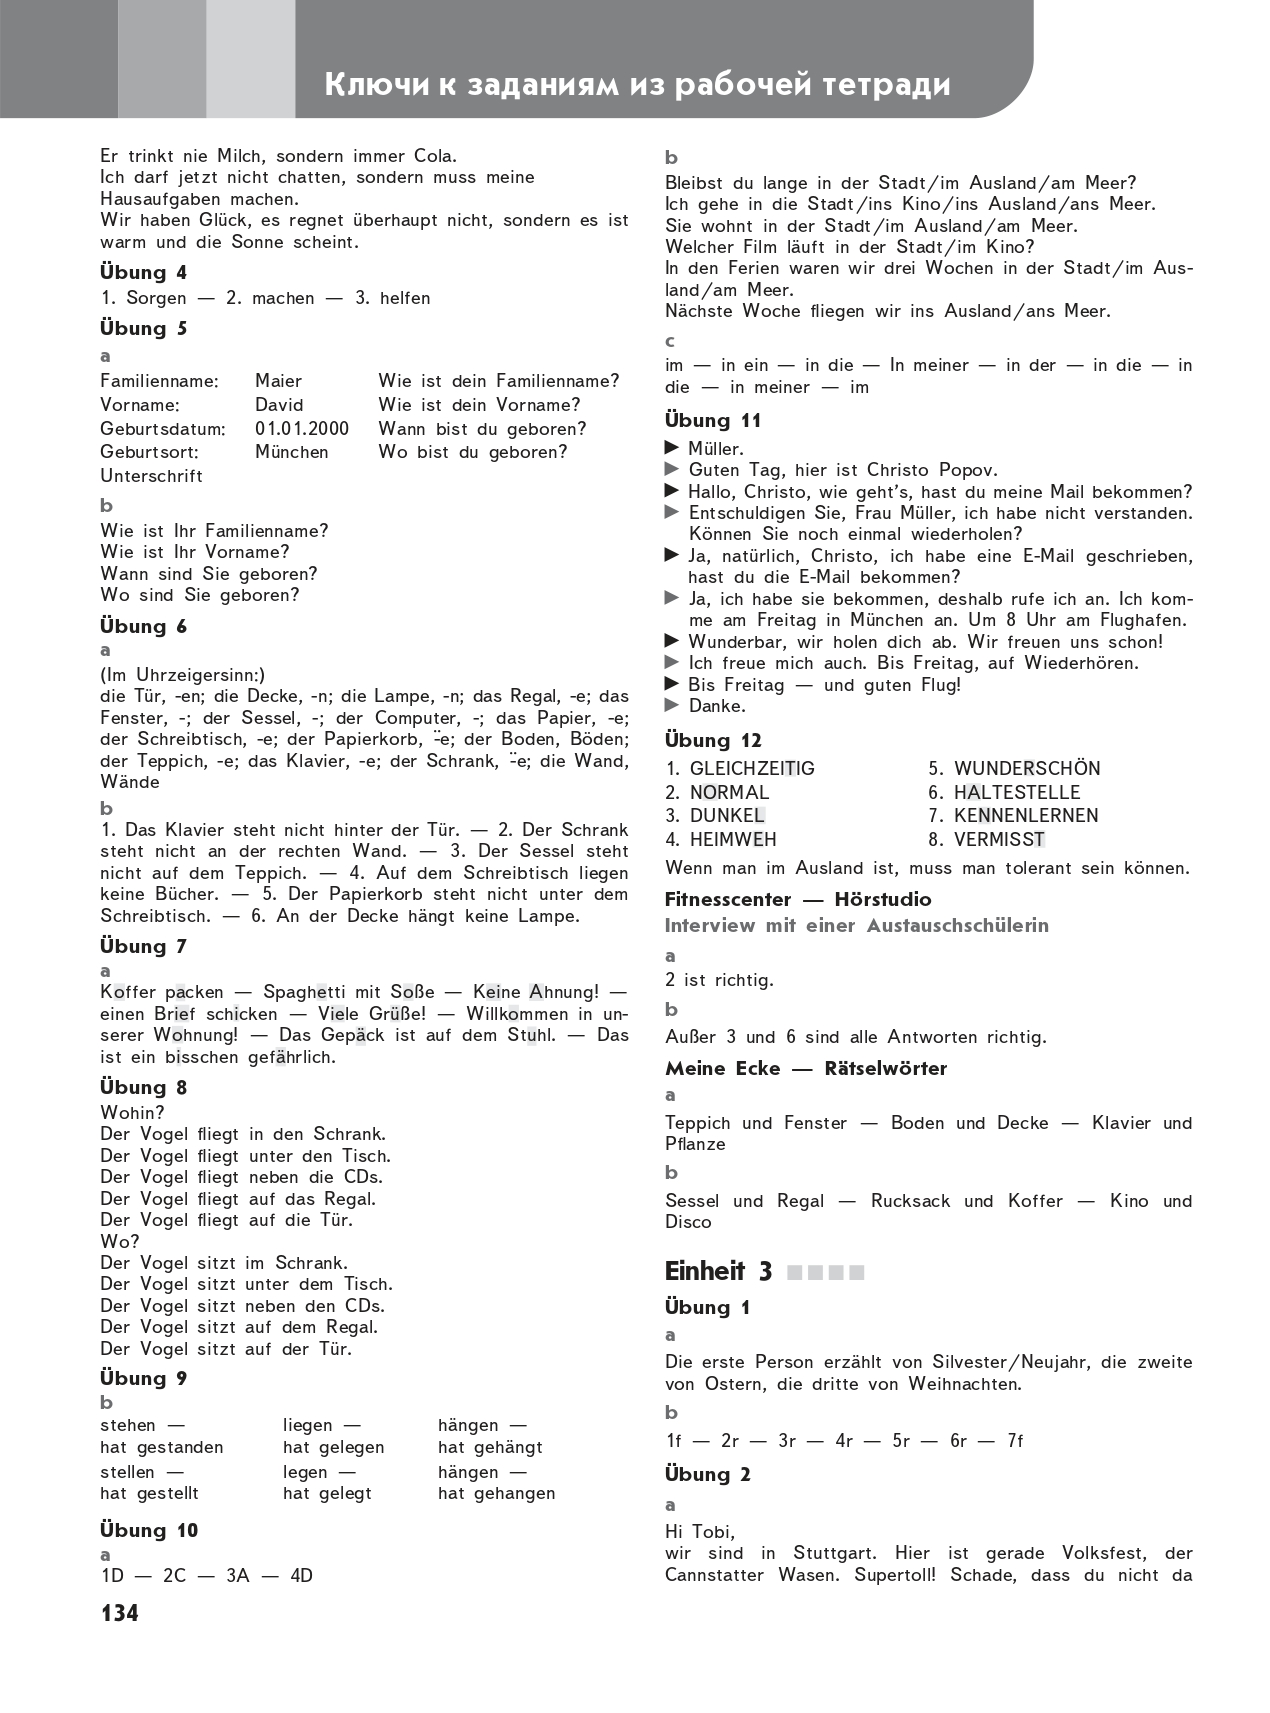 Ключи к заданиям из рабочей тетради
Er trinkt nie Milch, sondern immer Cola.
Ich darf jetzt nicht chatten, sondern muss meine
Hausaufgaben machen.
Wir haben Glück, es regnet überhaupt nicht, sondern es ist
warm und die Sonne scheint.
Übung 4
1. Sorgen — 2. machen — 3. helfen
Übung 5
a
Familienname: Maier Wie ist dein Familienname?
Vorname: David Wie ist dein Vorname?
Geburtsdatum: 01.01.2000 Wann bist du geboren?
Geburtsort: München Wo bist du geboren?
Unterschrift
b
Wie ist Ihr Familienname?
Wie ist Ihr Vorname?
Wann sind Sie geboren?
Wo sind Sie geboren?
Übung 6
a
(Im Uhrzeigersinn:)
die Tür, -en; die Decke, -n; die Lampe, -n; das Regal, -e; das
Fenster, -; der Sessel, -; der Computer, -; das Papier, -e;
der Schreibtisch, -e; der Papierkorb, -̈e; der Boden, Böden;
der Teppich, -e; das Klavier, -e; der Schrank, -̈e; die Wand,
Wände
b
1. Das Klavier steht nicht hinter der Tür. — 2. Der Schrank
steht nicht an der rechten Wand. — 3. Der Sessel steht
nicht auf dem Teppich. — 4. Auf dem Schreibtisch liegen
keine Bücher. — 5. Der Papierkorb steht nicht unter dem
Schreibtisch. — 6. An der Decke hängt keine Lampe.
Übung 7
a
Koffer packen — Spaghetti mit Soße — Keine Ahnung! —
einen Brief schicken — Viele Grüße! — Willkommen in un-
serer Wohnung! — Das Gepäck ist auf dem Stuhl. — Das
ist ein bisschen gefährlich.
Übung 8
Wohin?
Der Vogel fliegt in den Schrank.
Der Vogel fliegt unter den Tisch.
Der Vogel fliegt neben die CDs.
Der Vogel fliegt auf das Regal.
Der Vogel fliegt auf die Tür.
Wo?
Der Vogel sitzt im Schrank.
Der Vogel sitzt unter dem Tisch.
Der Vogel sitzt neben den CDs.
Der Vogel sitzt auf dem Regal.
Der Vogel sitzt auf der Tür.
Übung 9
b
stehen — liegen — hängen —
hat gestanden hat gelegen hat gehängt
stellen — legen — hängen —
hat gestellt hat gelegt hat gehangen
Übung 10
a
1D — 2C — 3A — 4D
134
b
Bleibst du lange in der Stadt/im Ausland/am Meer?
Ich gehe in die Stadt/ins Kino/ins Ausland/ans Meer.
Sie wohnt in der Stadt/im Ausland/am Meer.
Welcher Film läuft in der Stadt/im Kino?
In den Ferien waren wir drei Wochen in der Stadt/im Aus-
land/am Meer.
Nächste Woche fliegen wir ins Ausland/ans Meer.
c
im — in ein — in die — In meiner — in der — in die — in
die — in meiner — im
Übung 11
► Müller.
► Guten Tag, hier ist Christo Popov.
► Hallo, Christo, wie geht's, hast du meine Mail bekommen?
► Entschuldigen Sie, Frau Müller, ich habe nicht verstanden.
Können Sie noch einmal wiederholen?
► Ja, natürlich, Christo, ich habe eine E-Mail geschrieben,
hast du die E-Mail bekommen?
► Ja, ich habe sie bekommen, deshalb rufe ich an. Ich kom-
me am Freitag in München an. Um 8 Uhr am Flughafen.
► Wunderbar, wir holen dich ab. Wir freuen uns schon!
► Ich freue mich auch. Bis Freitag, auf Wiederhören.
► Bis Freitag — und guten Flug!
► Danke.
Übung 12
1. GLEICHZEITIG 5. WUNDERSCHÖN
2. NORMAL 6. HALTESTELLE
3. DUNKEL 7. KENNENLERNEN
4. HEIMWEH 8. VERMISST
Wenn man im Ausland ist, muss man tolerant sein können.
Fitnesscenter — Hörstudio
Interview mit einer Austauschschülerin
a
2 ist richtig.
b
Außer 3 und 6 sind alle Antworten richtig.
Meine Ecke — Rätselwörter
a
Teppich und Fenster — Boden und Decke — Klavier und
Pflanze
b
Sessel und Regal — Rucksack und Koffer — Kino und
Disco
Einheit 3
Übung 1
a
Die erste Person erzählt von Silvester/Neujahr, die zweite
von Ostern, die dritte von Weihnachten.
b
1f — 2r — 3r — 4r — 5r — 6r — 7f
Übung 2
a
Hi Tobi,
wir sind in Stuttgart. Hier ist gerade Volksfest, der
Cannstatter Wasen. Supertoll! Schade, dass du nicht da